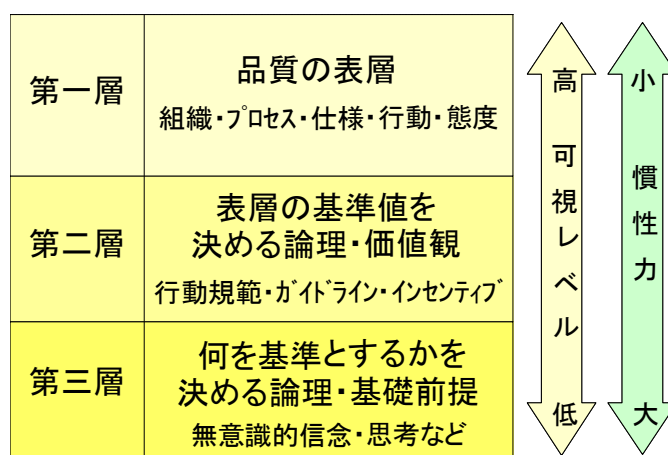 第一層
品質の表層
組織・プロセス・仕様・行動・態度
第二層
表層の基準値を
決める論理・価値観
行動規範・ガイドライン・インセンティブ
第三層
何を基準とするかを
決める論理・基礎前提
無意識的信念・思考など
高 可視レベル 低
小 慣性力 大